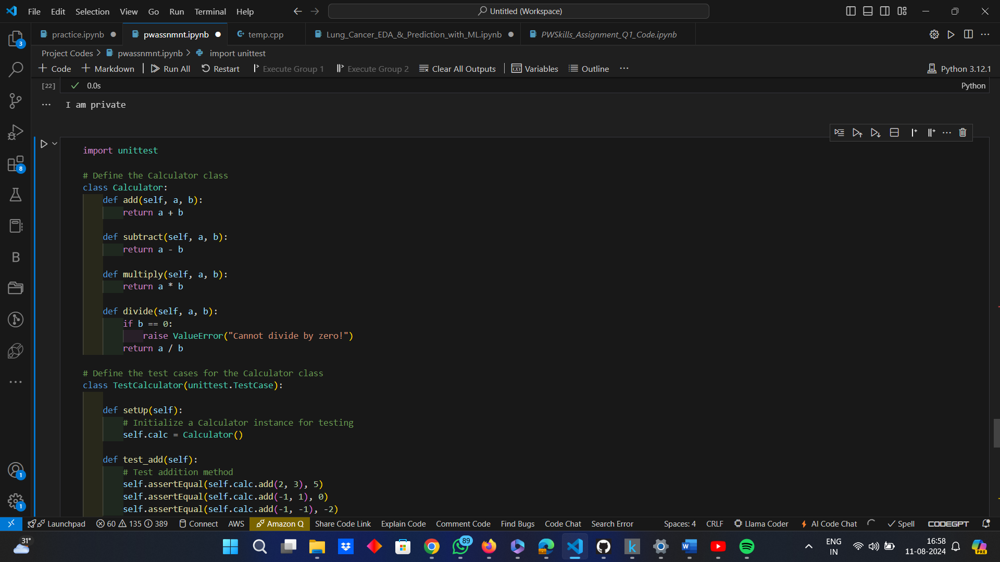 File Edit Selection View Go Run Terminal Help Untitled (Workspace)
practice.ipynb pwassnmnt.ipynb temp.cpp Lung_Cancer_EDA_&_Prediction_with_ML.ipynb PWSkills_Assignment_Q1_Code.ipynb
Project Codes > pwassnmnt.ipynb > import unittest
+ Code + Markdown | Run All Restart Execute Group 1 Execute Group 2 Clear All Outputs | Variables Outline ... Python 3.12.1
[22] 0.0s Python
... I am private
import unittest
# Define the Calculator class
class Calculator:
def add(self, a, b):
return a + b
def subtract(self, a, b):
return a - b
def multiply(self, a, b):
return a * b
def divide(self, a, b):
if b == 0:
raise ValueError("Cannot divide by zero!")
return a / b
# Define the test cases for the Calculator class
class TestCalculator(unittest.TestCase):
def setUp(self):
# Initialize a Calculator instance for testing
self.calc = Calculator()
def test_add(self):
# Test addition method
self.assertEqual(self.calc.add(2, 3), 5)
self.assertEqual(self.calc.add(-1, 1), 0)
self.assertEqual(self.calc.add(-1, -1), -2)
3
8
B
1
1
Launchpad 60 135 389 Connect AWS Amazon Q Share Code Link Explain Code Comment Code Find Bugs Code Chat Search Error Spaces: 4 CRLF Llama Coder AI Code Chat Spell CODEGPT
31° 89 k W ENG IN 16:58 11-08-2024 PRE